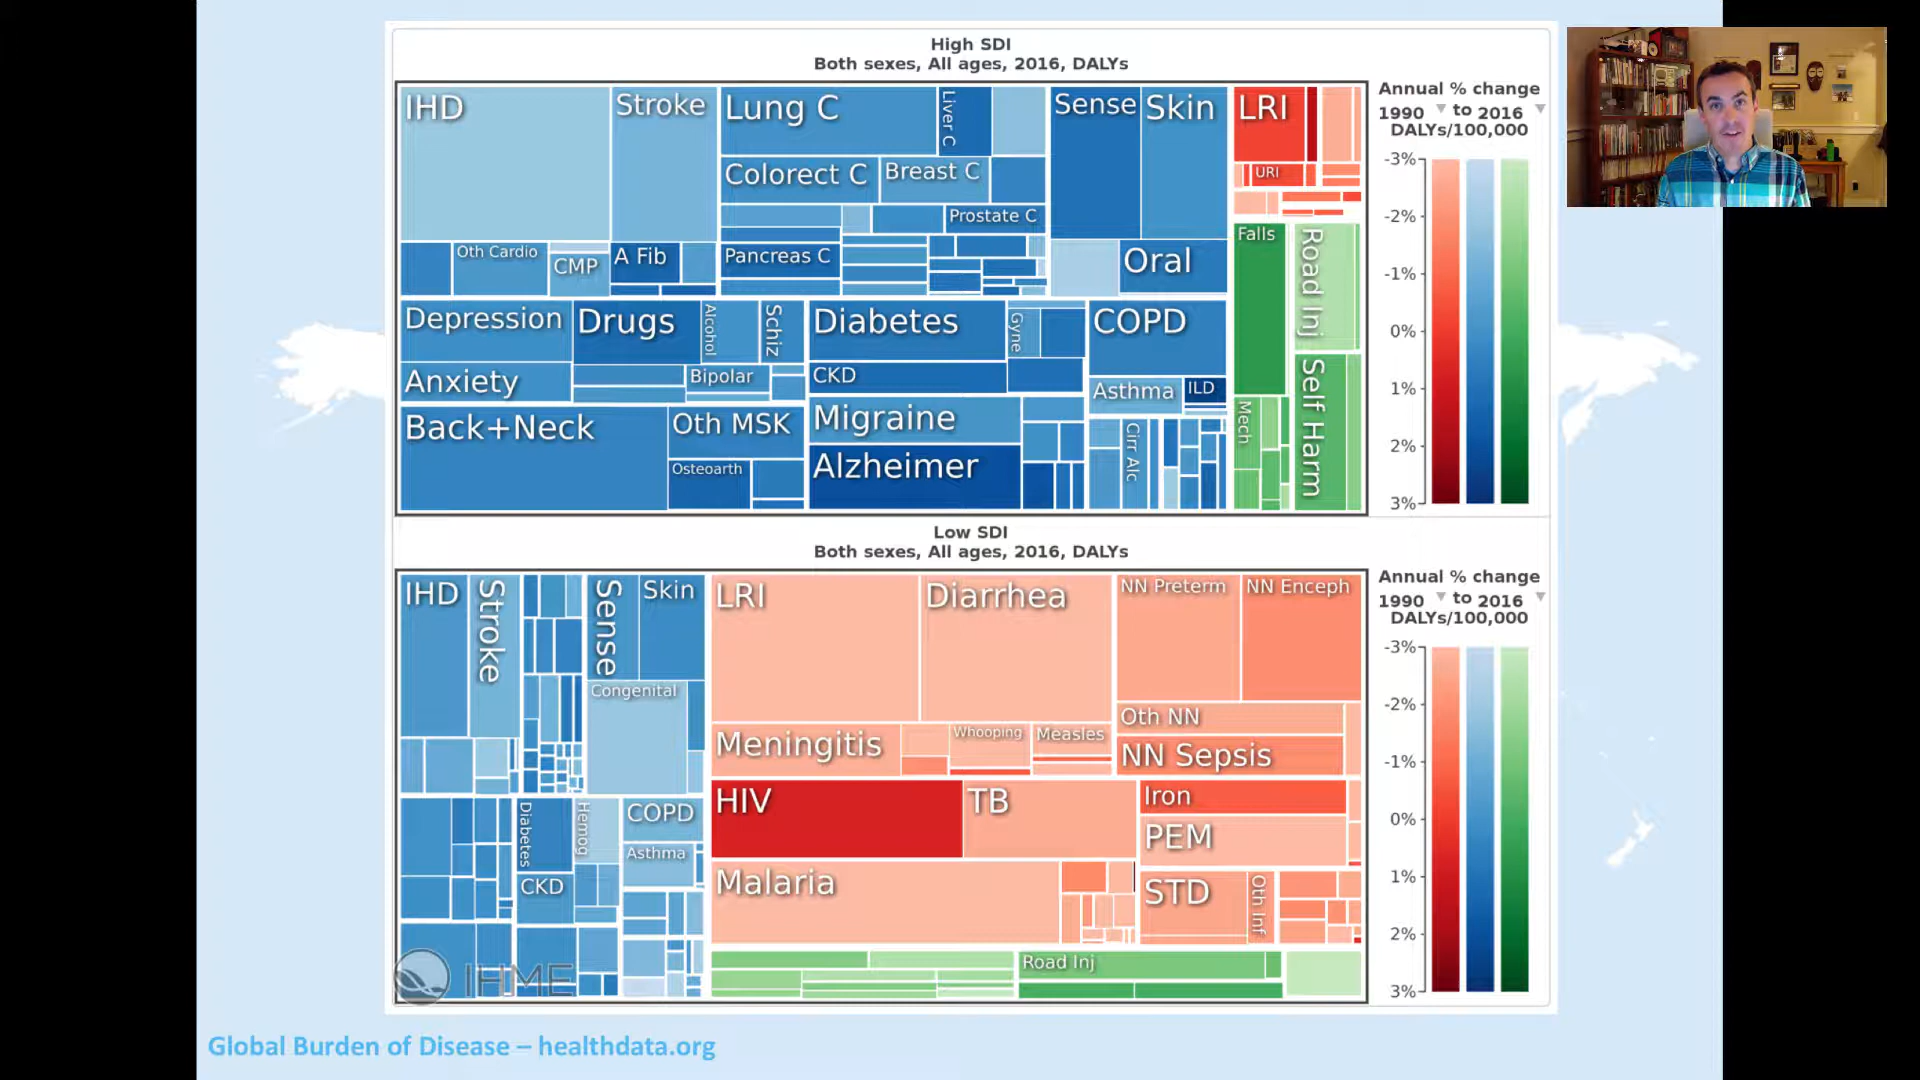 High SDI
Both sexes, All ages, 2016, DALYs
IHD
Stroke
Lung C
Liver C
Sense
Skin
LRI
Colorect C
Breast C
URI
Prostate C
Oth Cardio
CMP
A Fib
Pancreas C
Oral
Falls
Road Inj
Depression
Drugs
Alcohol
Schiz
Diabetes
Gyne
COPD
Anxiety
Bipolar
CKD
Asthma
ILD
Self Harm
Back+Neck
Oth MSK
Migraine
Cirr Alc
Mech
Osteoarth
Alzheimer
Annual % change
1990 to 2016
DALYs/100,000
-3%
-2%
-1%
0%
1%
2%
3%
Low SDI
Both sexes, All ages, 2016, DALYs
IHD
Stroke
Sense
Skin
LRI
Diarrhea
NN Preterm
NN Enceph
Congenital
Meningitis
Whooping
Measles
Oth NN
NN Sepsis
Diabetes
Hemog
COPD
HIV
TB
Iron
Asthma
PEM
CKD
Malaria
STD
Oth Inf
Road Inj
IHME
Annual % change
1990 to 2016
DALYs/100,000
-3%
-2%
-1%
0%
1%
2%
3%
Global Burden of Disease – healthdata.org